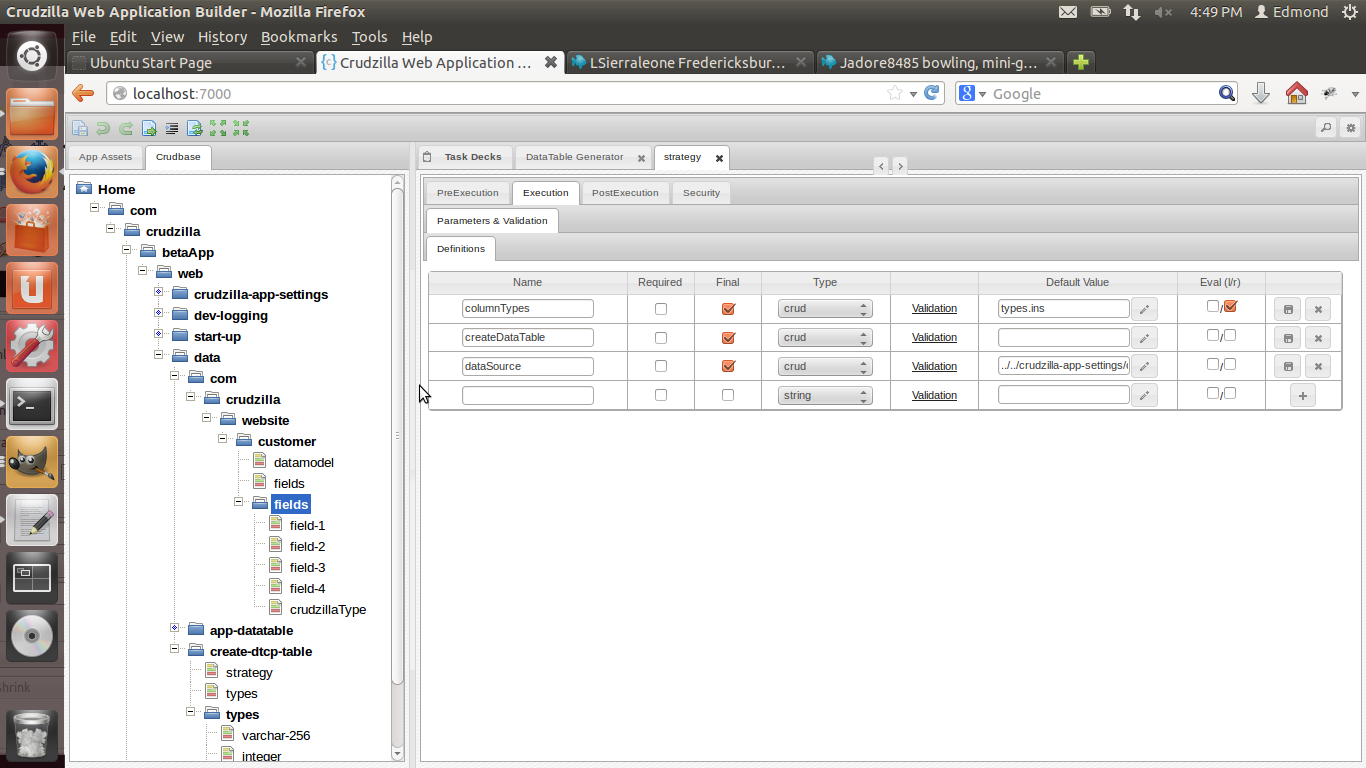 Crudzilla Web Application Builder - Mozilla Firefox
4:49 PM Edmond
File Edit View History Bookmarks Tools Help
Ubuntu Start Page
{c} Crudzilla Web Application ...
LSierraleone Fredericksbur...
Jadore8485 bowling, mini-g...
localhost:7000
Google
App Assets Crudbase
Task Decks DataTable Generator strategy
Home
com
crudzilla
betaApp
web
crudzilla-app-settings
dev-logging
start-up
data
com
crudzilla
website
customer
datamodel
fields
fields
field-1
field-2
field-3
field-4
crudzillaType
app-datatable
create-dtcp-table
strategy
types
types
varchar-256
integer
PreExecution Execution PostExecution Security
Parameters & Validation
Definitions
Name Required Final Type Default Value Eval (l/r)
columnTypes crud Validation types.ins /
createDataTable crud Validation /
dataSource crud Validation ../../crudzilla-app-settings/ /
string Validation /
shrink